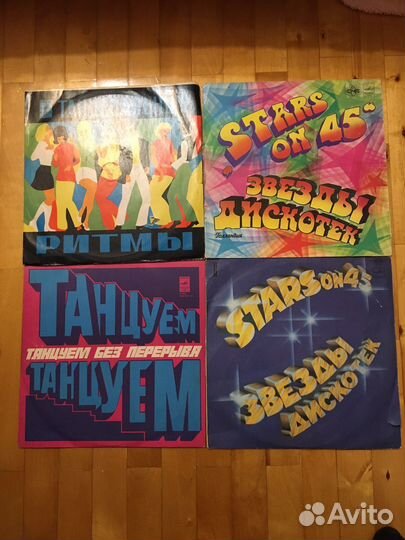 РИТМЫ
STARS
ON 45"
ЗВЕЗДЫ
ДИСКОТЕК
ТАНЦУЕМ
ТАНЦУЕМ БЕЗ ПЕРЕРЫВА
ТАНЦУЕМ
STARS ON 45
ЗВЕЗДЫ
ДИСКОТЕК
Avito